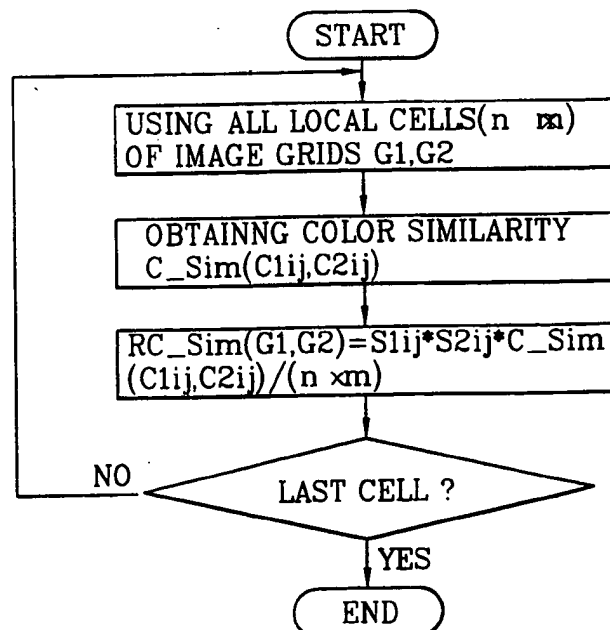 START
USING ALL LOCAL CELLS(n m)
OF IMAGE GRIDS G1,G2
OBTAINNG COLOR SIMILARITY
C_Sim(C1ij,C2ij)
RC_Sim(G1,G2)=S1ij*S2ij*C_Sim
(C1ij,C2ij)/(n×m)
LAST CELL ?
NO
YES
END